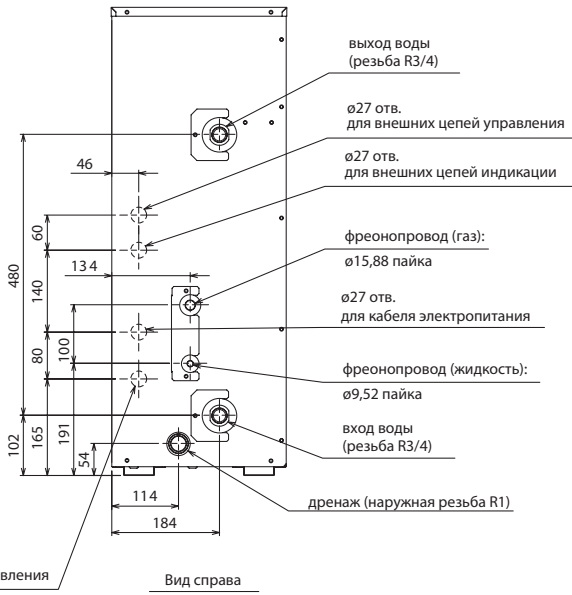 выход воды
(резьба R3/4)
ø27 отв.
для внешних цепей управления
ø27 отв.
для внешних цепей индикации
46
60
134
фреонопровод (газ):
ø15,88 пайка
480
140
ø27 отв.
для кабеля электропитания
100
80
фреонопровод (жидкость):
ø9,52 пайка
вход воды
(резьба R3/4)
102
165
191
54
114
дренаж (наружная резьба R1)
184
вления
Вид справа